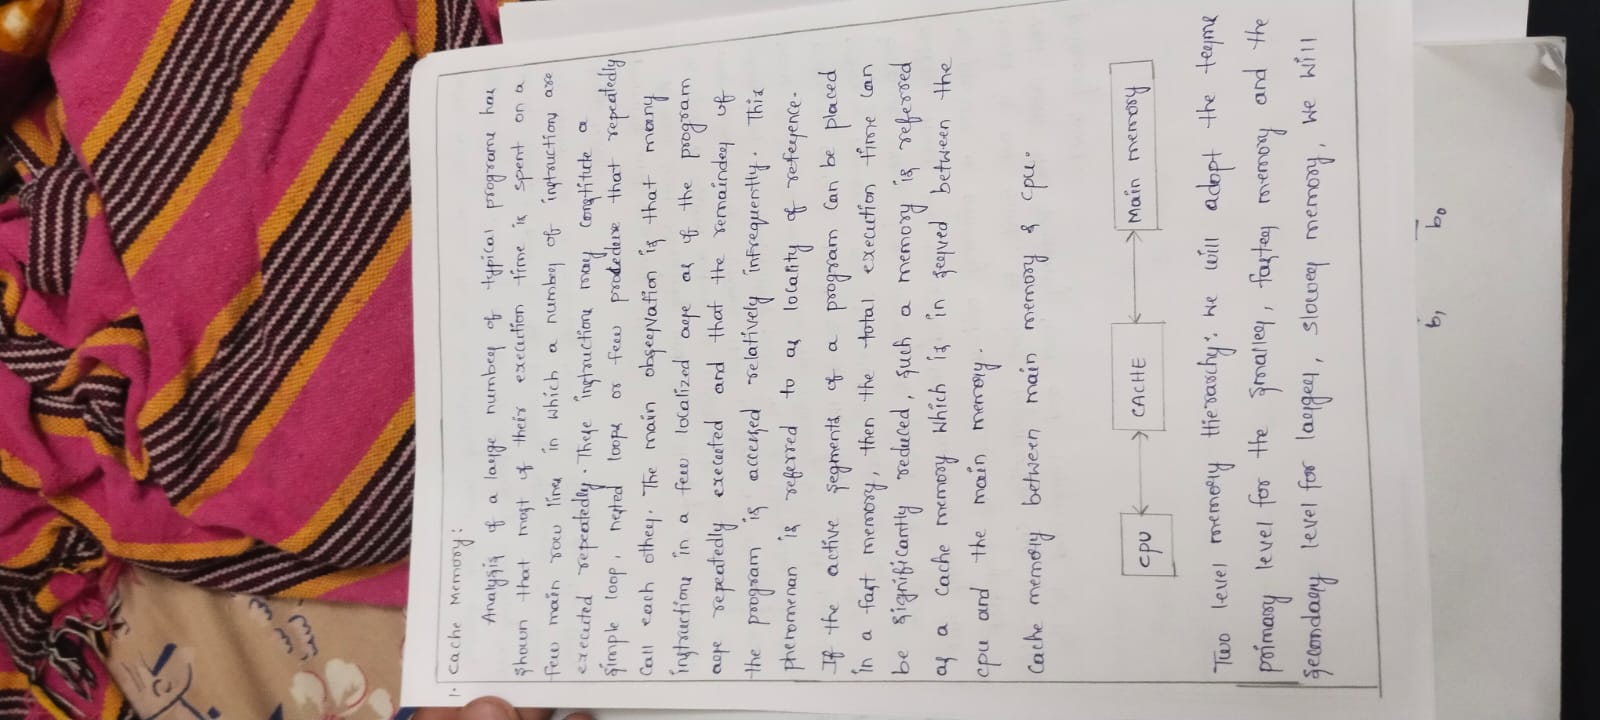 1. Cache Memory:
Analysis of a large number of typical programs has
shown that most of their execution time is spent on a
few main row lines in which a number of instructions are
executed repeatedly. These instructions may constitute a
simple loop, nested loops or few procedure that repeatedly
call each other. The main observation is that many
instructions in a few localized are as of the program
are repeatedly executed and that the remainder of
the program is accessed relatively infrequently. This
phenomenan is referred to as locality of reference.
If the active segments of a program can be placed
in a fast memory, then the total execution time can
be significantly reduced, such a memory is referred
as a cache memory which is in served between the
cpu and the main memory.
Cache memory between main memory & cpu.
cpu CACHE Main memory
Two level memory Hierarchy: We will adopt the terms
primary level for the smaller, faster memory and the
secondary level for larger, slower memory, we will
b₁ b₀